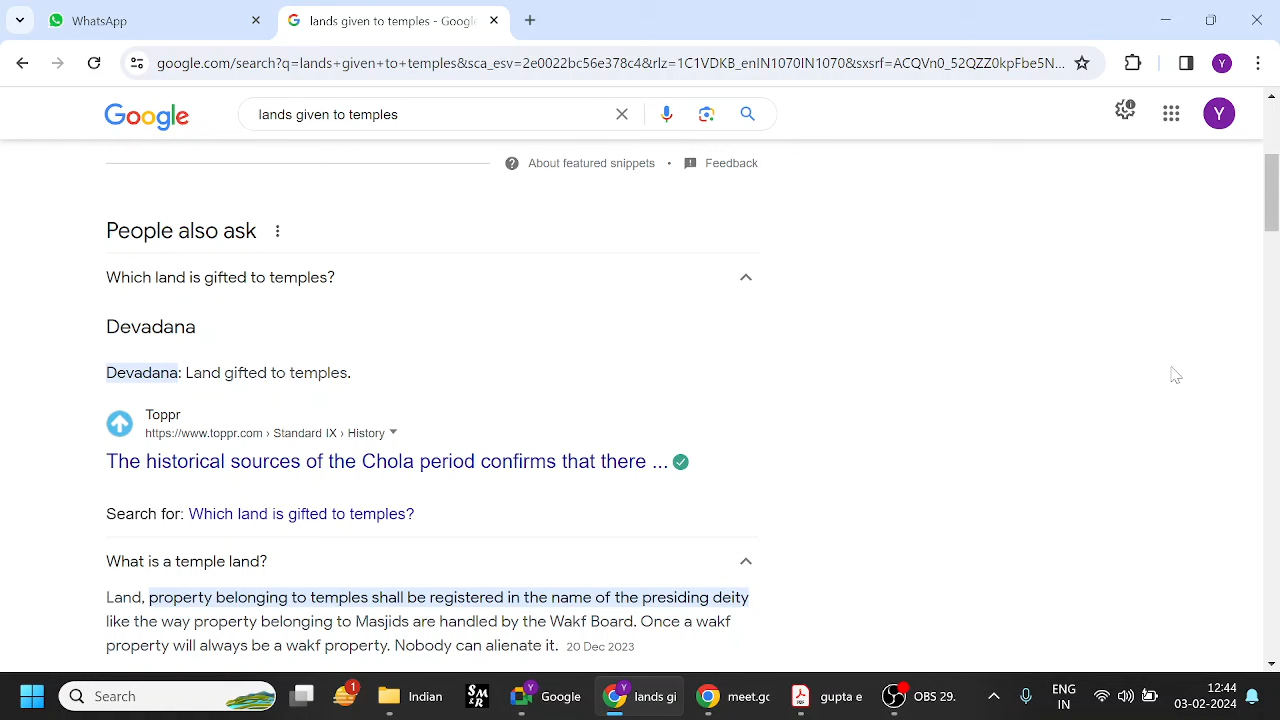 WhatsApp
lands given to temples - Google
google.com/search?q=lands+given+to+temples&sca_esv=2e0022bc56e378c4&rlz=1C1VDKB_enIN1070IN1070&sxsrf=ACQVn0_52QZZ0kpFbe5N...
Y
Google
lands given to temples
Y
About featured snippets • Feedback
People also ask
Which land is gifted to temples?
Devadana
Devadana: Land gifted to temples.
Toppr
https://www.toppr.com › Standard IX › History
The historical sources of the Chola period confirms that there ...
Search for: Which land is gifted to temples?
What is a temple land?
Land, property belonging to temples shall be registered in the name of the presiding deity
like the way property belonging to Masjids are handled by the Wakf Board. Once a wakf
property will always be a wakf property. Nobody can alienate it. 20 Dec 2023
Search
1
Indian
SM
&R
Google
lands gi
meet.gc
gupta e
OBS 29
ENG
IN
12:44
03-02-2024